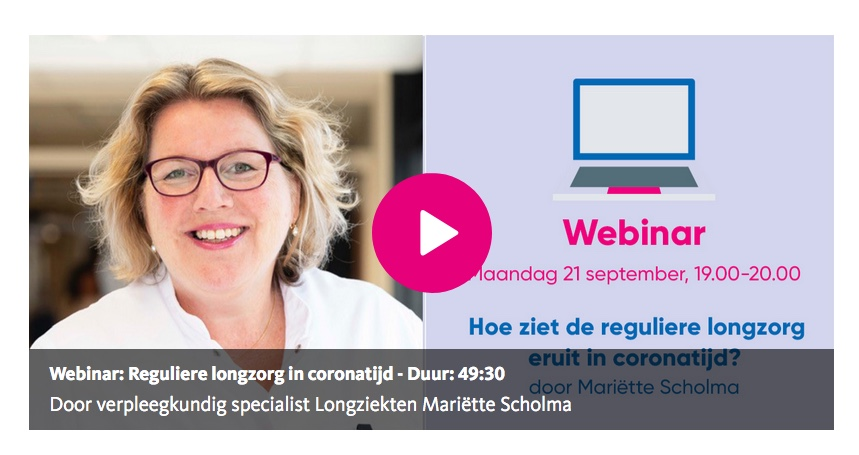 Webinar
Maandag 21 september, 19.00-20.00
Hoe ziet de reguliere longzorg
eruit in coronatijd?
door Mariëtte Scholma
Webinar: Reguliere longzorg in coronatijd - Duur: 49:30
Door verpleegkundig specialist Longziekten Mariëtte Scholma